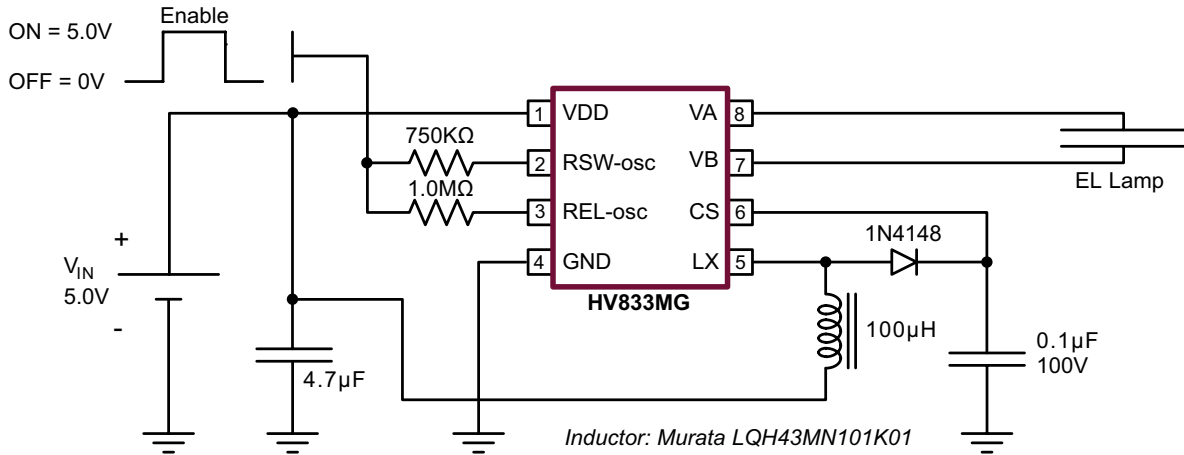 Enable
ON = 5.0V
OFF = 0V
1 VDD VA 8
750KΩ
2 RSW-osc VB 7
EL Lamp
1.0MΩ
3 REL-osc CS 6
1N4148
4 GND LX 5
HV833MG
+
VIN
5.0V
-
100µH
0.1µF
100V
4.7µF
Inductor: Murata LQH43MN101K01